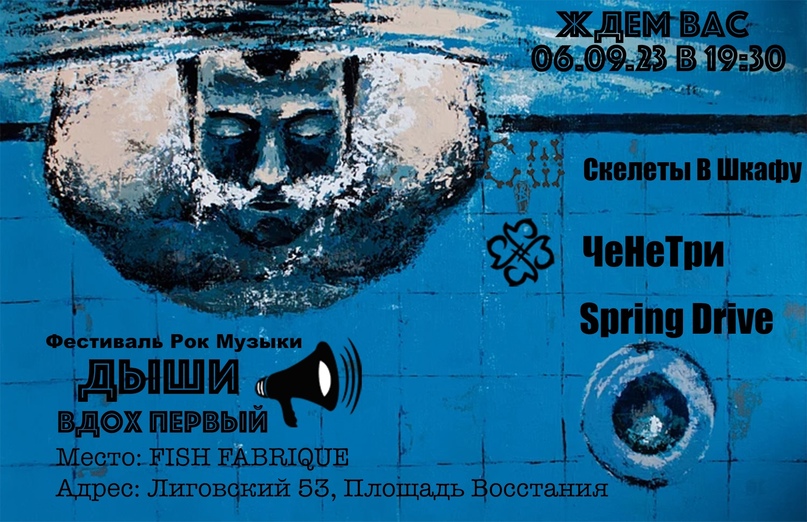 ЖДЕМ ВАС
06.09.23 В 19:30
Скелеты В Шкафу
ЧеНеТри
Spring Drive
Фестиваль Рок Музыки
ДЫШИ
ВДОХ ПЕРВЫЙ
Место: FISH FABRIQUE
Адрес: Лиговский 53, Площадь Восстания